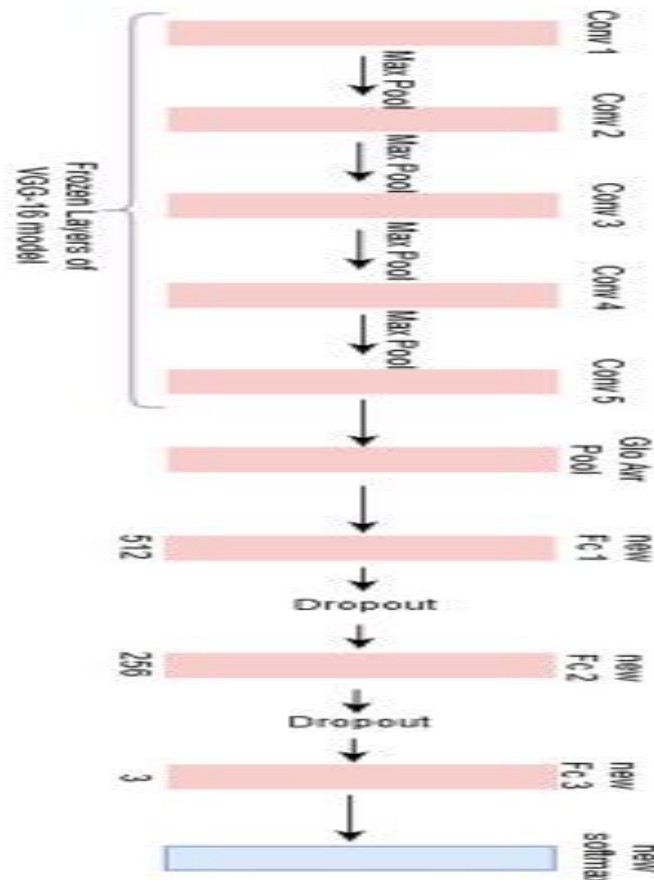 Conv 1
Max Pool
Conv 2
Max Pool
Conv 3
Max Pool
Conv 4
Max Pool
Conv 5
Frozen Layers of
VGG-16 model
Glo Avr
Pool
new
Fc 1
512
Dropout
new
Fc 2
256
Dropout
new
Fc 3
3
new
softmax